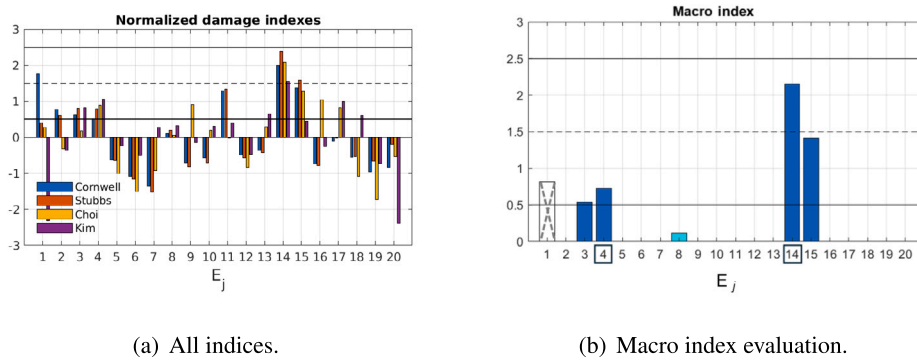 Normalized damage indexes
3
2
1
0
-1
-2
-3
Cornwell
Stubbs
Choi
Kim
1 2 3 4 5 6 7 8 9 10 11 12 13 14 15 16 17 18 19 20
E j
(a) All indices.
Macro index
3
2.5
2
1.5
1
0.5
0
1 2 3 4 5 6 7 8 9 10 11 12 13 14 15 16 17 18 19 20
E j
(b) Macro index evaluation.